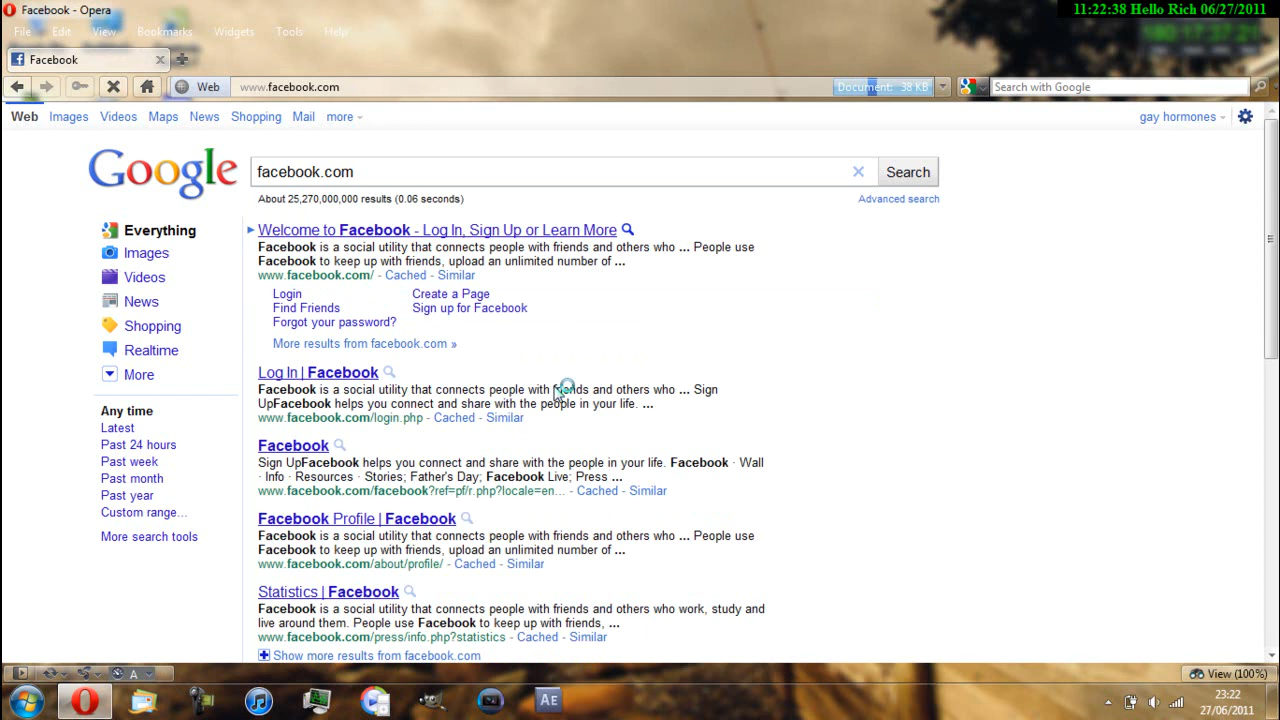 Facebook - Opera
11:22:38 Hello Rich 06/27/2011
File Edit View Bookmarks Widgets Tools Help
Facebook
Web www.facebook.com Document: 38 KB Search with Google
Web Images Videos Maps News Shopping Mail more gay hormones
Google facebook.com Search
About 25,270,000,000 results (0.06 seconds) Advanced search
Everything
Images
Videos
News
Shopping
Realtime
More
Any time
Latest
Past 24 hours
Past week
Past month
Past year
Custom range...
More search tools
Welcome to Facebook - Log In, Sign Up or Learn More
Facebook is a social utility that connects people with friends and others who ... People use
Facebook to keep up with friends, upload an unlimited number of ...
www.facebook.com/ - Cached - Similar
Login Create a Page
Find Friends Sign up for Facebook
Forgot your password?
More results from facebook.com »
Log In | Facebook
Facebook is a social utility that connects people with friends and others who ... Sign
UpFacebook helps you connect and share with the people in your life. ...
www.facebook.com/login.php - Cached - Similar
Facebook
Sign UpFacebook helps you connect and share with the people in your life. Facebook · Wall
· Info · Resources · Stories; Father's Day; Facebook Live; Press ...
www.facebook.com/facebook?ref=pf/r.php?locale=en... - Cached - Similar
Facebook Profile | Facebook
Facebook is a social utility that connects people with friends and others who ... People use
Facebook to keep up with friends, upload an unlimited number of ...
www.facebook.com/about/profile/ - Cached - Similar
Statistics | Facebook
Facebook is a social utility that connects people with friends and others who work, study and
live around them. People use Facebook to keep up with friends, ...
www.facebook.com/press/info.php?statistics - Cached - Similar
Show more results from facebook.com
A View (100%)
AE
23:22
27/06/2011